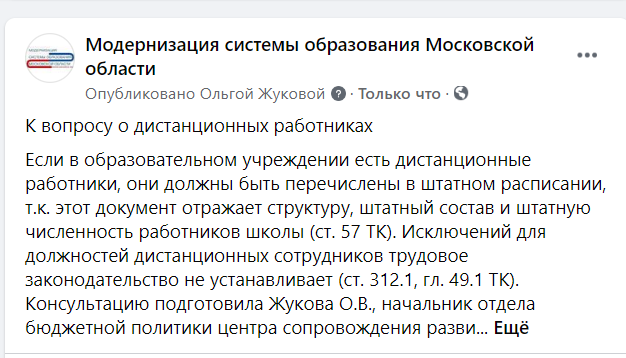 Модернизация системы образования Московской
области
Опубликовано Ольгой Жуковой ? · Только что ·
К вопросу о дистанционных работниках
Если в образовательном учреждении есть дистанционные
работники, они должны быть перечислены в штатном расписании,
т.к. этот документ отражает структуру, штатный состав и штатную
численность работников школы (ст. 57 ТК). Исключений для
должностей дистанционных сотрудников трудовое
законодательство не устанавливает (ст. 312.1, гл. 49.1 ТК).
Консультацию подготовила Жукова О.В., начальник отдела
бюджетной политики центра сопровождения разви... Ещё